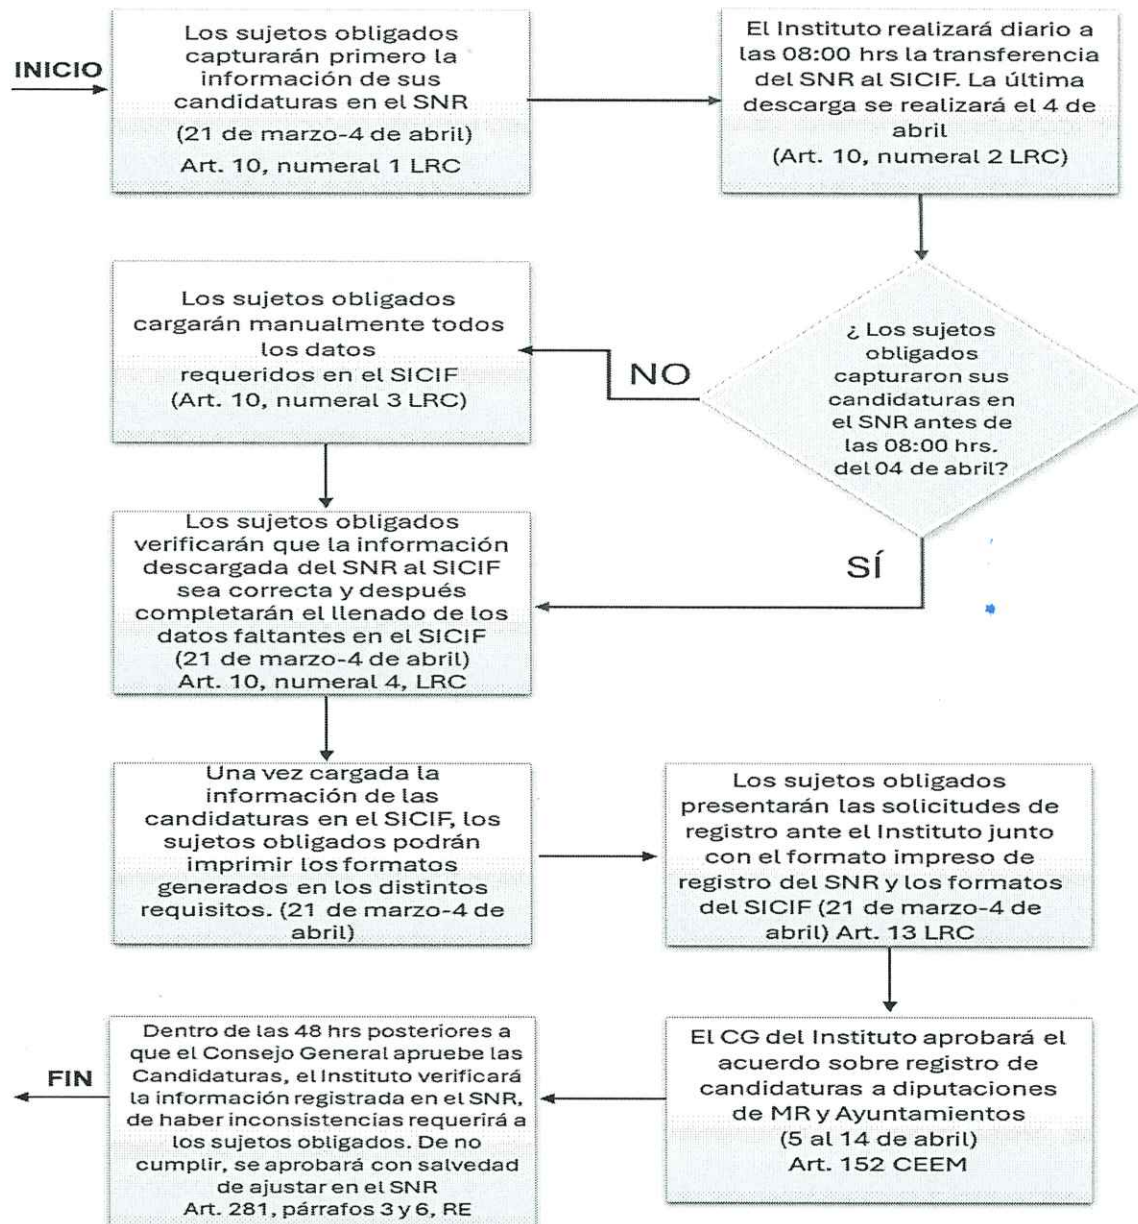 INICIO
Los sujetos obligados
capturarán primero la
información de sus
candidaturas en el SNR
(21 de marzo-4 de abril)
Art. 10, numeral 1 LRC
El Instituto realizará diario a
las 08:00 hrs la transferencia
del SNR al SICIF. La última
descarga se realizará el 4 de
abril
(Art. 10, numeral 2 LRC)
¿ Los sujetos
obligados
capturaron sus
candidaturas en
el SNR antes de
las 08:00 hrs.
del 04 de abril?
NO
Los sujetos obligados
cargarán manualmente todos
los datos
requeridos en el SICIF
(Art. 10, numeral 3 LRC)
SÍ
Los sujetos obligados
verificarán que la información
descargada del SNR al SICIF
sea correcta y después
completarán el llenado de los
datos faltantes en el SICIF
(21 de marzo-4 de abril)
Art. 10, numeral 4, LRC
Una vez cargada la
información de las
candidaturas en el SICIF, los
sujetos obligados podrán
imprimir los formatos
generados en los distintos
requisitos. (21 de marzo-4 de
abril)
Los sujetos obligados
presentarán las solicitudes de
registro ante el Instituto junto
con el formato impreso de
registro del SNR y los formatos
del SICIF (21 de marzo-4 de
abril) Art. 13 LRC
El CG del Instituto aprobará el
acuerdo sobre registro de
candidaturas a diputaciones
de MR y Ayuntamientos
(5 al 14 de abril)
Art. 152 CEEM
Dentro de las 48 hrs posteriores a
que el Consejo General apruebe las
Candidaturas, el Instituto verificará
la información registrada en el SNR,
de haber inconsistencias requerirá a
los sujetos obligados. De no
cumplir, se aprobará con salvedad
de ajustar en el SNR
Art. 281, párrafos 3 y 6, RE
FIN